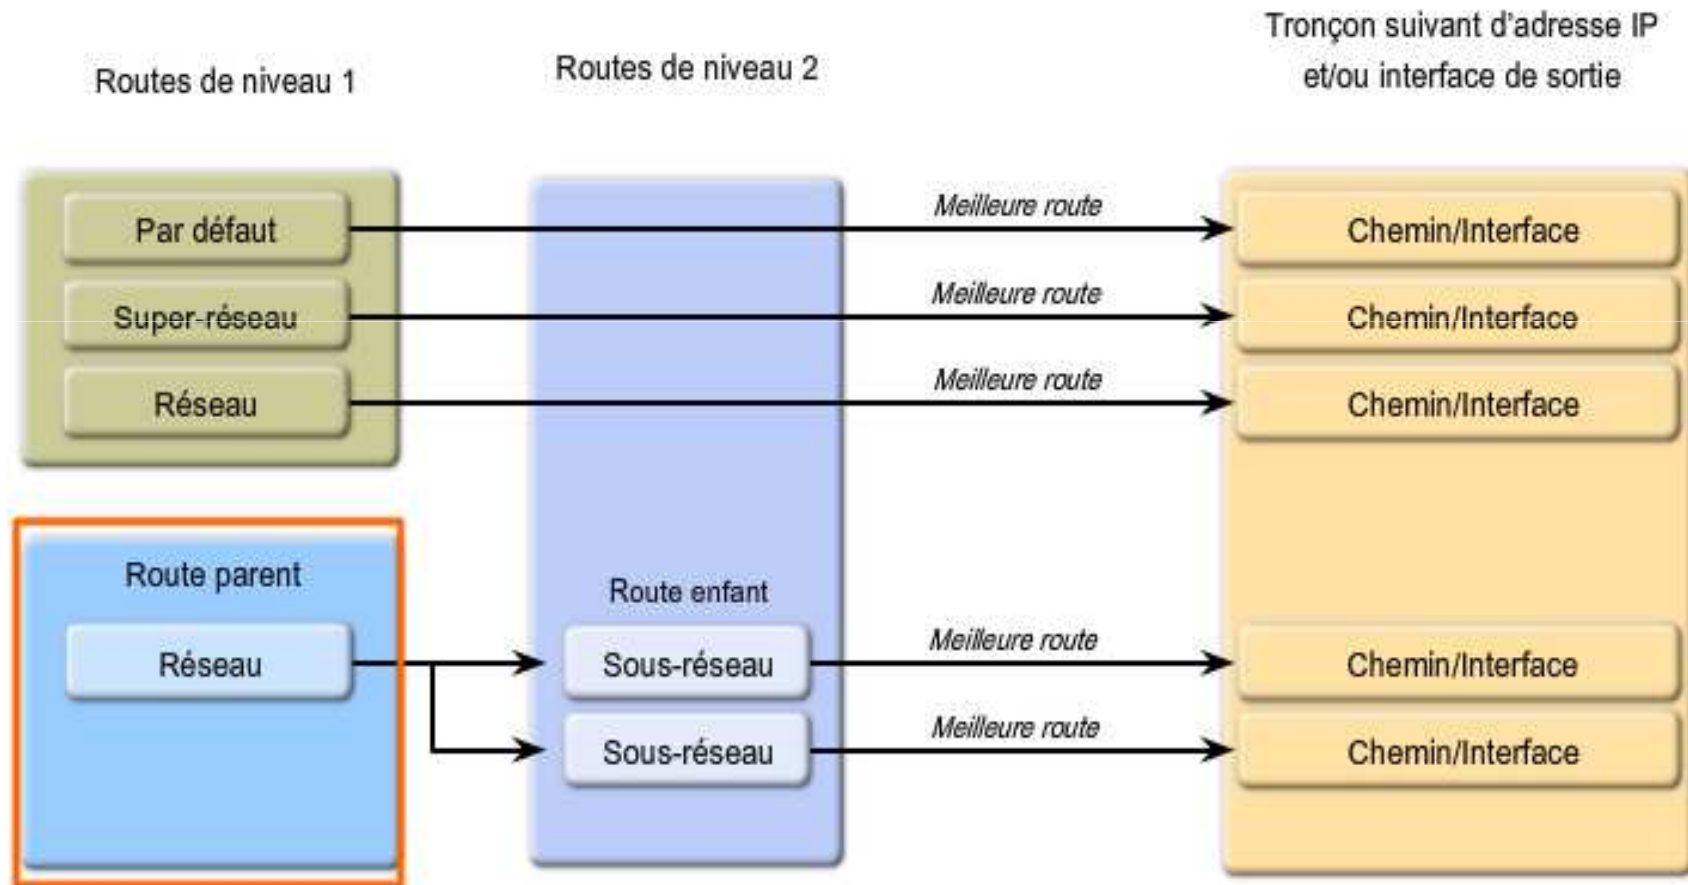 Routes de niveau 1
Routes de niveau 2
Tronçon suivant d'adresse IP
et/ou interface de sortie
Par défaut
Meilleure route
Chemin/Interface
Super-réseau
Meilleure route
Chemin/Interface
Réseau
Meilleure route
Chemin/Interface
Route parent
Route enfant
Réseau
Sous-réseau
Meilleure route
Chemin/Interface
Sous-réseau
Meilleure route
Chemin/Interface